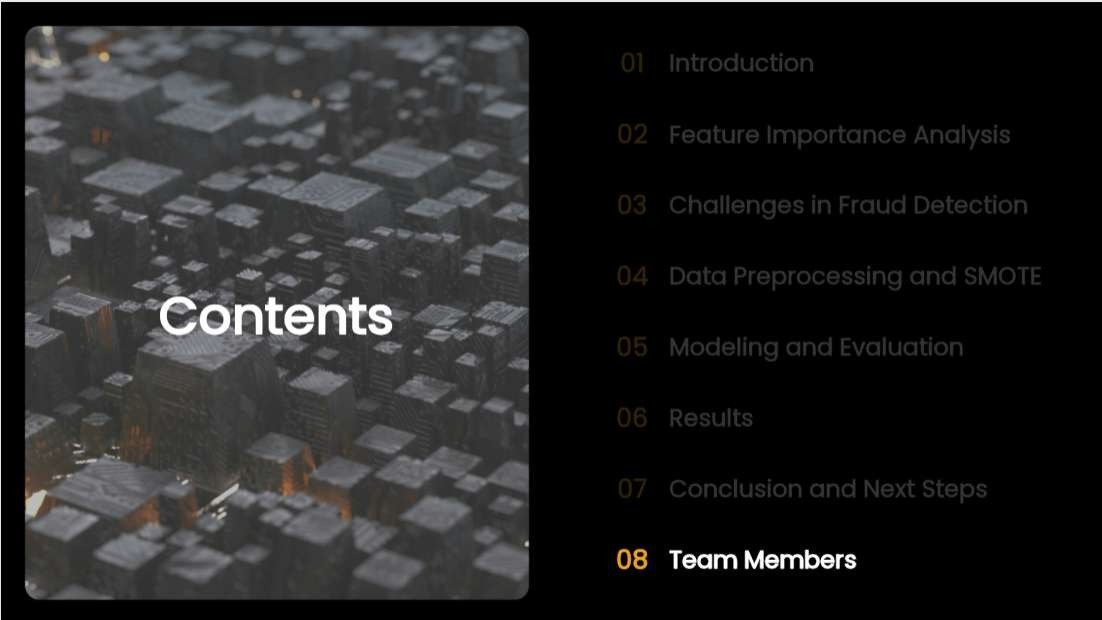 Contents
01 Introduction
02 Feature Importance Analysis
03 Challenges in Fraud Detection
04 Data Preprocessing and SMOTE
05 Modeling and Evaluation
06 Results
07 Conclusion and Next Steps
08 Team Members